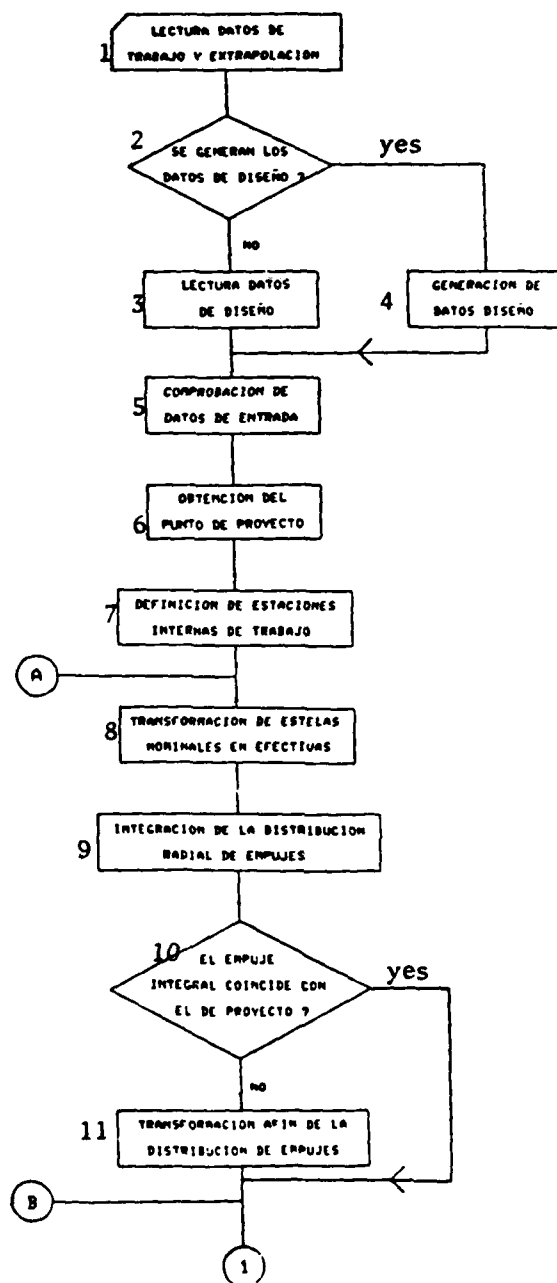 1
LECTURA DATOS DE
TRABAJO Y EXTRAPOLACION
2
SE GENERAN LOS
DATOS DE DISEÑO ?
yes
NO
3
LECTURA DATOS
DE DISEÑO
4
GENERACION DE
DATOS DISEÑO
5
COMPROBACION DE
DATOS DE ENTRADA
6
OBTENCION DEL
PUNTO DE PROYECTO
7
DEFINICION DE ESTACIONES
INTERNAS DE TRABAJO
A
8
TRANSFORMACION DE ESTELAS
NOMINALES EN EFECTIVAS
9
INTEGRACION DE LA DISTRIBUCION
RADIAL DE EMPUJES
10
EL EMPUJE
INTEGRAL COINCIDE CON
EL DE PROYECTO ?
yes
NO
11
TRANSFORMACION AFIN DE LA
DISTRIBUCION DE EMPUJES
B
1